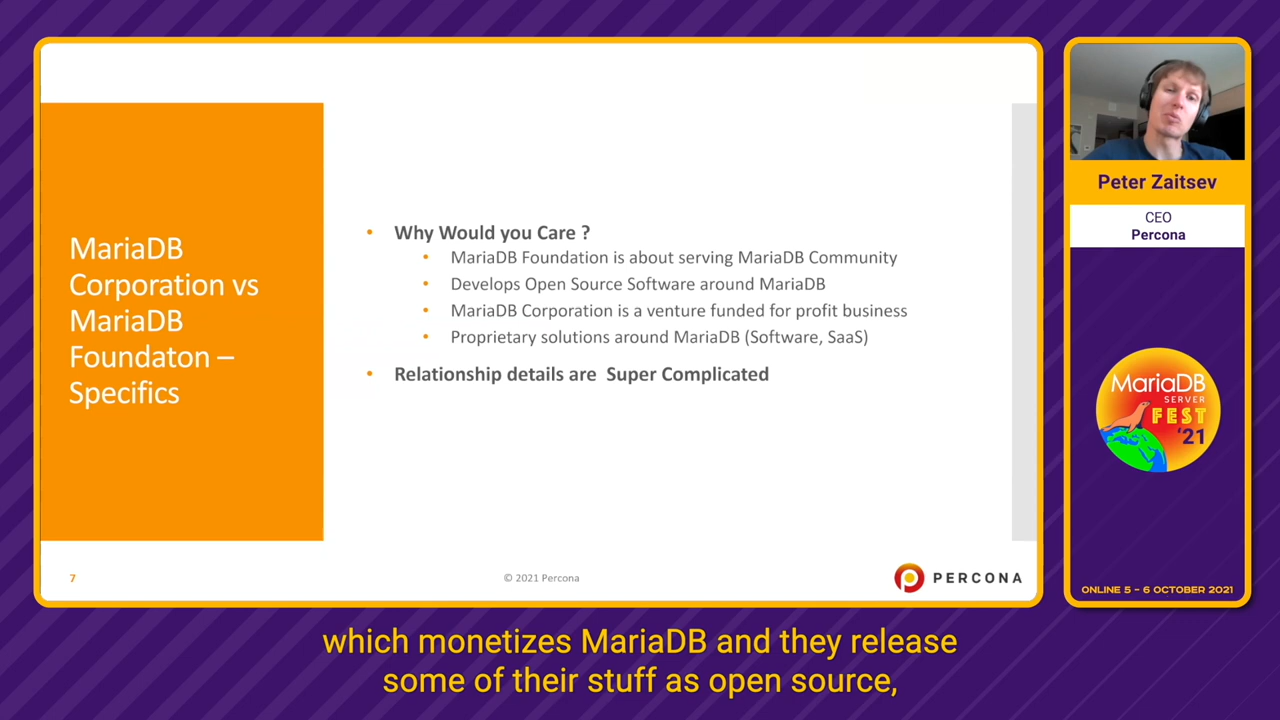 MariaDB
Corporation vs
MariaDB
Foundaton –
Specifics
• Why Would you Care ?
• MariaDB Foundation is about serving MariaDB Community
• Develops Open Source Software around MariaDB
• MariaDB Corporation is a venture funded for profit business
• Proprietary solutions around MariaDB (Software, SaaS)
• Relationship details are Super Complicated
7
© 2021 Percona
PERCONA
Peter Zaitsev
CEO
Percona
MariaDB
SERVER
FEST
'21
ONLINE 5 – 6 OCTOBER 2021
which monetizes MariaDB and they release
some of their stuff as open source,